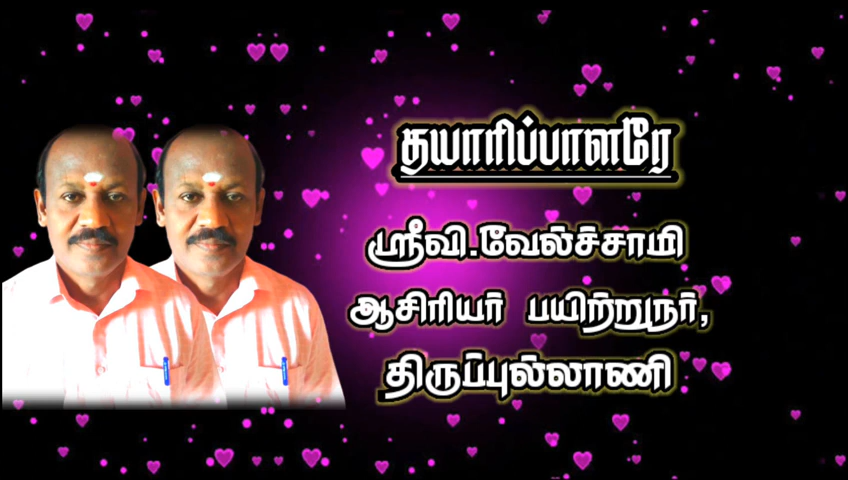 தயாரிப்பாளரே
ஸ்ரீவி.வேல்ச்சாமி
ஆசிரியர் பயிற்றுநர்,
திருப்புல்லாணி